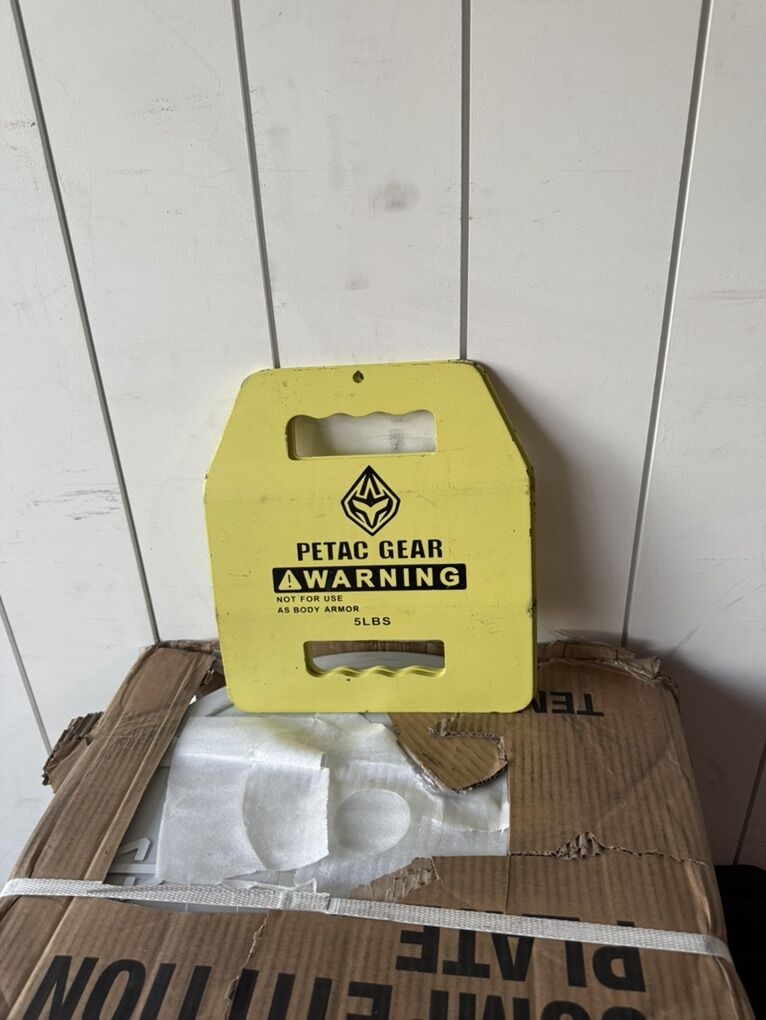 PETAC GEAR
WARNING
NOT FOR USE
AS BODY ARMOR
5LBS
PLATE